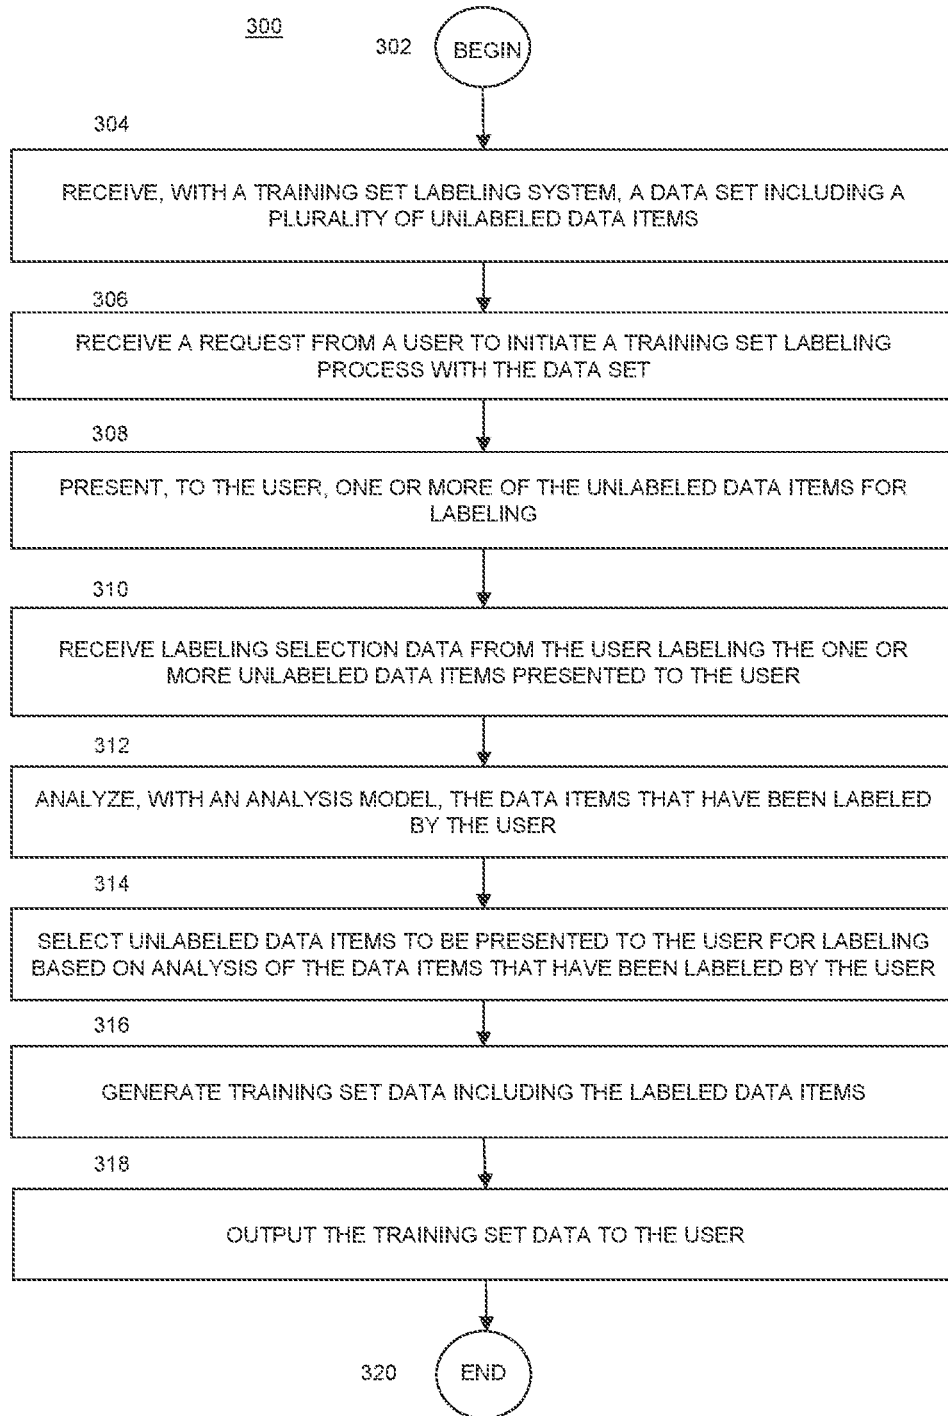 300
302 BEGIN
304
RECEIVE, WITH A TRAINING SET LABELING SYSTEM, A DATA SET INCLUDING A
PLURALITY OF UNLABELED DATA ITEMS
306
RECEIVE A REQUEST FROM A USER TO INITIATE A TRAINING SET LABELING
PROCESS WITH THE DATA SET
308
PRESENT, TO THE USER, ONE OR MORE OF THE UNLABELED DATA ITEMS FOR
LABELING
310
RECEIVE LABELING SELECTION DATA FROM THE USER LABELING THE ONE OR
MORE UNLABELED DATA ITEMS PRESENTED TO THE USER
312
ANALYZE, WITH AN ANALYSIS MODEL, THE DATA ITEMS THAT HAVE BEEN LABELED
BY THE USER
314
SELECT UNLABELED DATA ITEMS TO BE PRESENTED TO THE USER FOR LABELING
BASED ON ANALYSIS OF THE DATA ITEMS THAT HAVE BEEN LABELED BY THE USER
316
GENERATE TRAINING SET DATA INCLUDING THE LABELED DATA ITEMS
318
OUTPUT THE TRAINING SET DATA TO THE USER
320 END